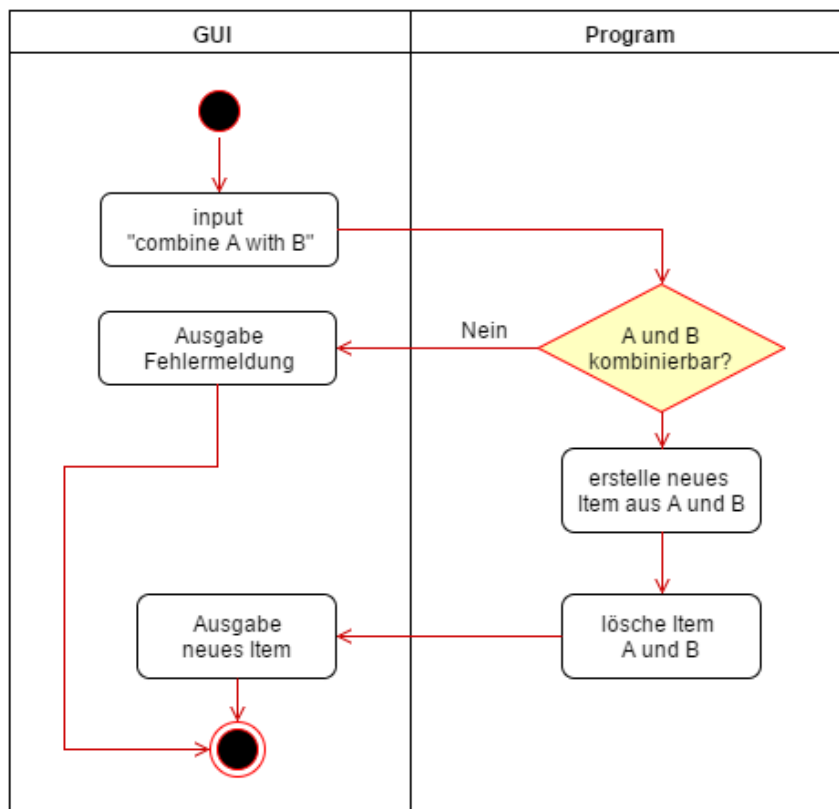 GUI
Program
input
"combine A with B"
Ausgabe
Fehlermeldung
Nein
A und B
kombinierbar?
erstelle neues
Item aus A und B
Ausgabe
neues Item
lösche Item
A und B